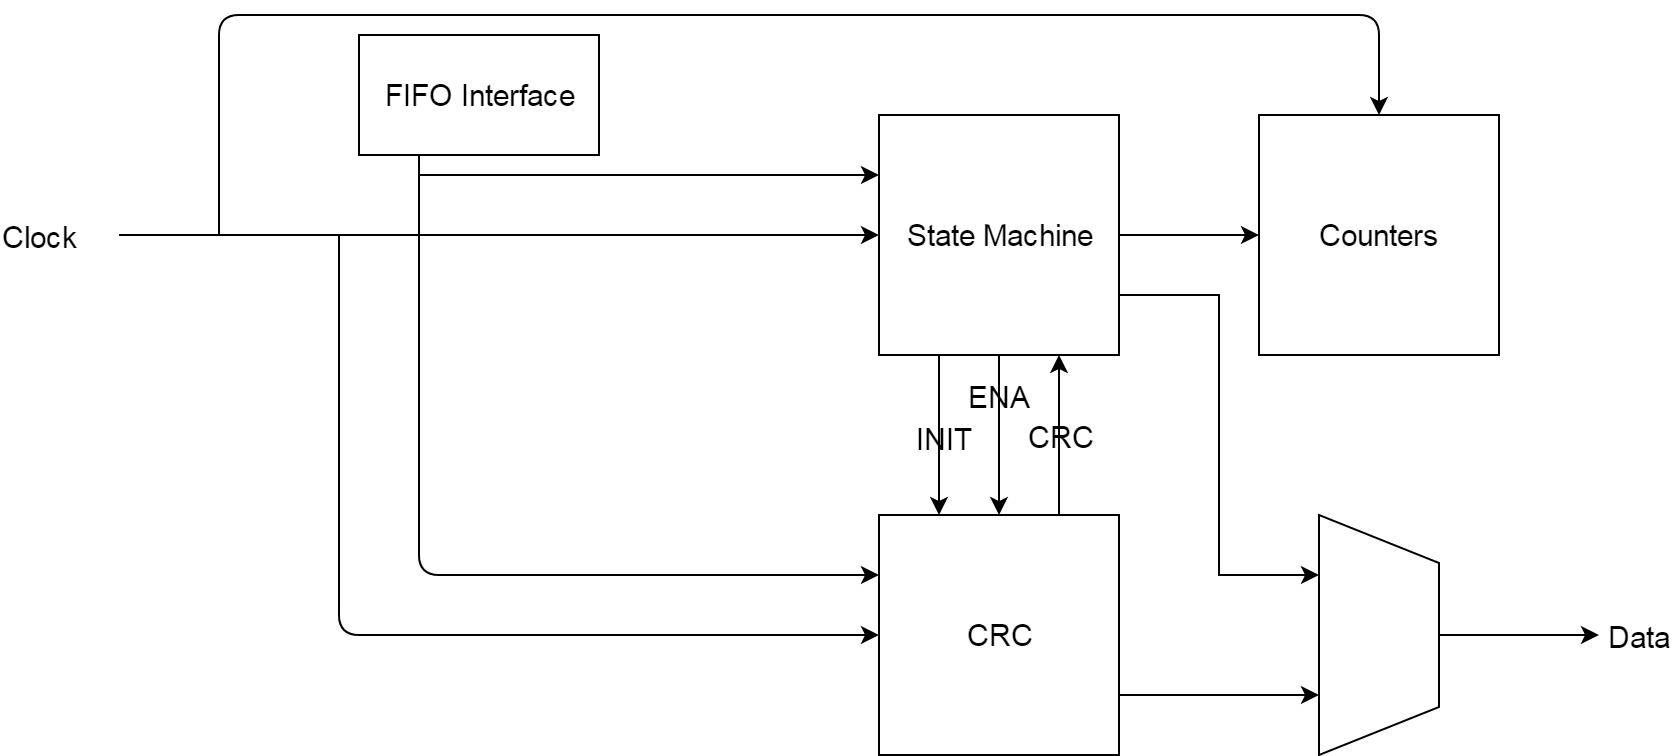 FIFO Interface
Clock
State Machine
Counters
ENA
INIT
CRC
CRC
Data